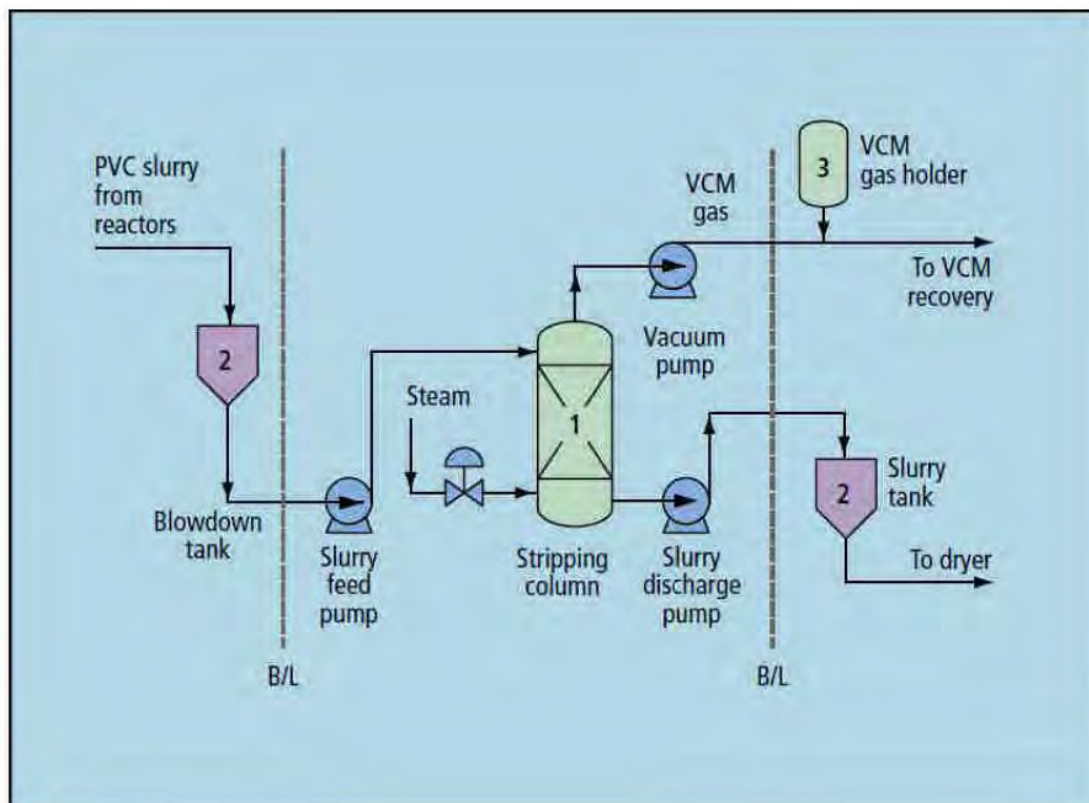 PVC slurry
from
reactors
2
Blowdown
tank
B/L
Slurry
feed
pump
Steam
1
Stripping
column
VCM
gas
Vacuum
pump
Slurry
discharge
pump
B/L
3
VCM
gas holder
To VCM
recovery
2
Slurry
tank
To dryer